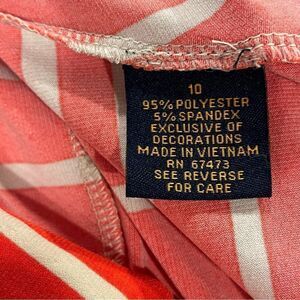 10
95% POLYESTER
5% SPANDEX
EXCLUSIVE OF
DECORATIONS
MADE IN VIETNAM
RN 67473
SEE REVERSE
FOR CARE